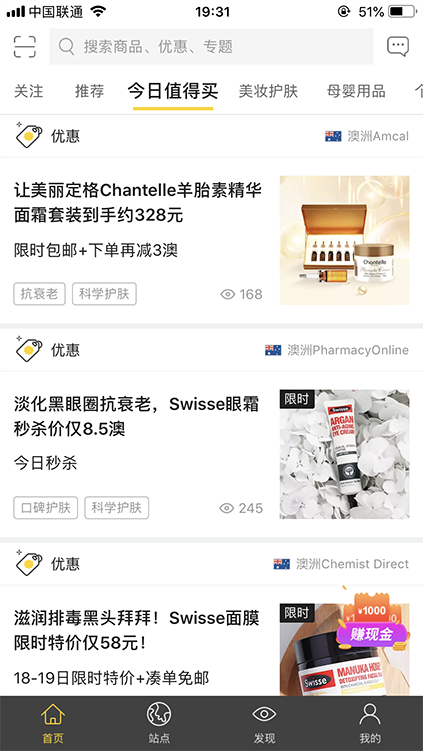 中国联通 19:31 51%
搜索商品、优惠、专题
关注 推荐 今日值得买 美妆护肤 母婴用品
优惠 澳洲Amcal
让美丽定格Chantelle羊胎素精华
面霜套装到手约328元
限时包邮+下单再减3澳
抗衰老 科学护肤 168
Chantelle
优惠 澳洲PharmacyOnline
淡化黑眼圈抗衰老，Swisse眼霜
秒杀价仅8.5澳
今日秒杀
口碑护肤 科学护肤 245
限时
Swisse
ARGAN
ANTI-AGEING
EYE CREAM
优惠 澳洲Chemist Direct
滋润排毒黑头拜拜！Swisse面膜
限时特价仅58元！
18-19日限时特价+凑单免邮
限时
¥1000
赚现金
Swisse
MANUKA HONEY
DETOXIFYING FACIAL
首页 站点 发现 我的